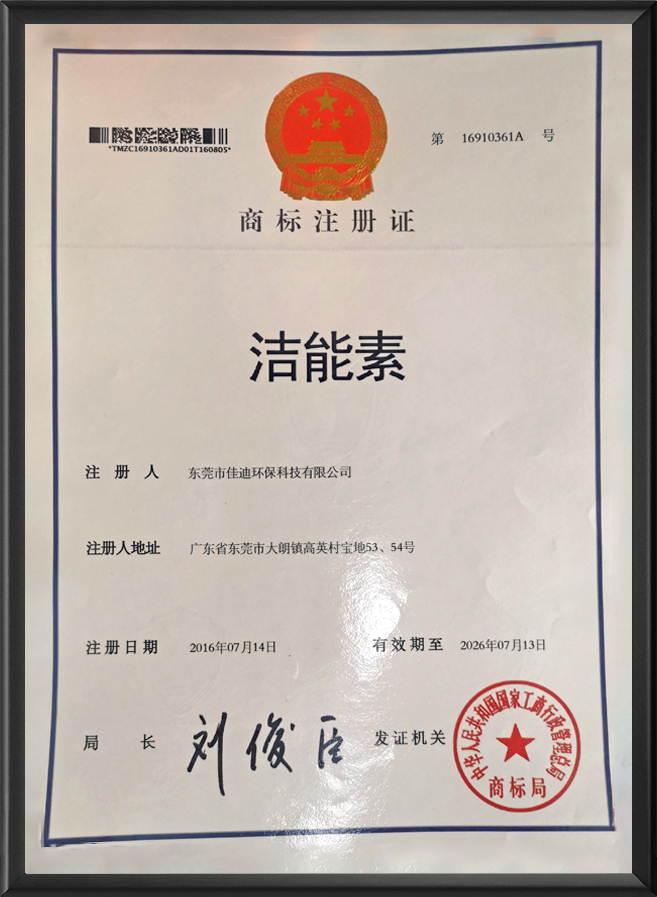 *TMZC16910361AD01T160805*
第 16910361A 号
商标注册证
洁能素
注册人 东莞市佳迪环保科技有限公司
注册人地址 广东省东莞市大朗镇高英村宝地53、54号
注册日期 2016年07月14日 有效期至 2026年07月13日
局长 刘俊臣 发证机关
中华人民共和国国家工商行政管理总局
商标局